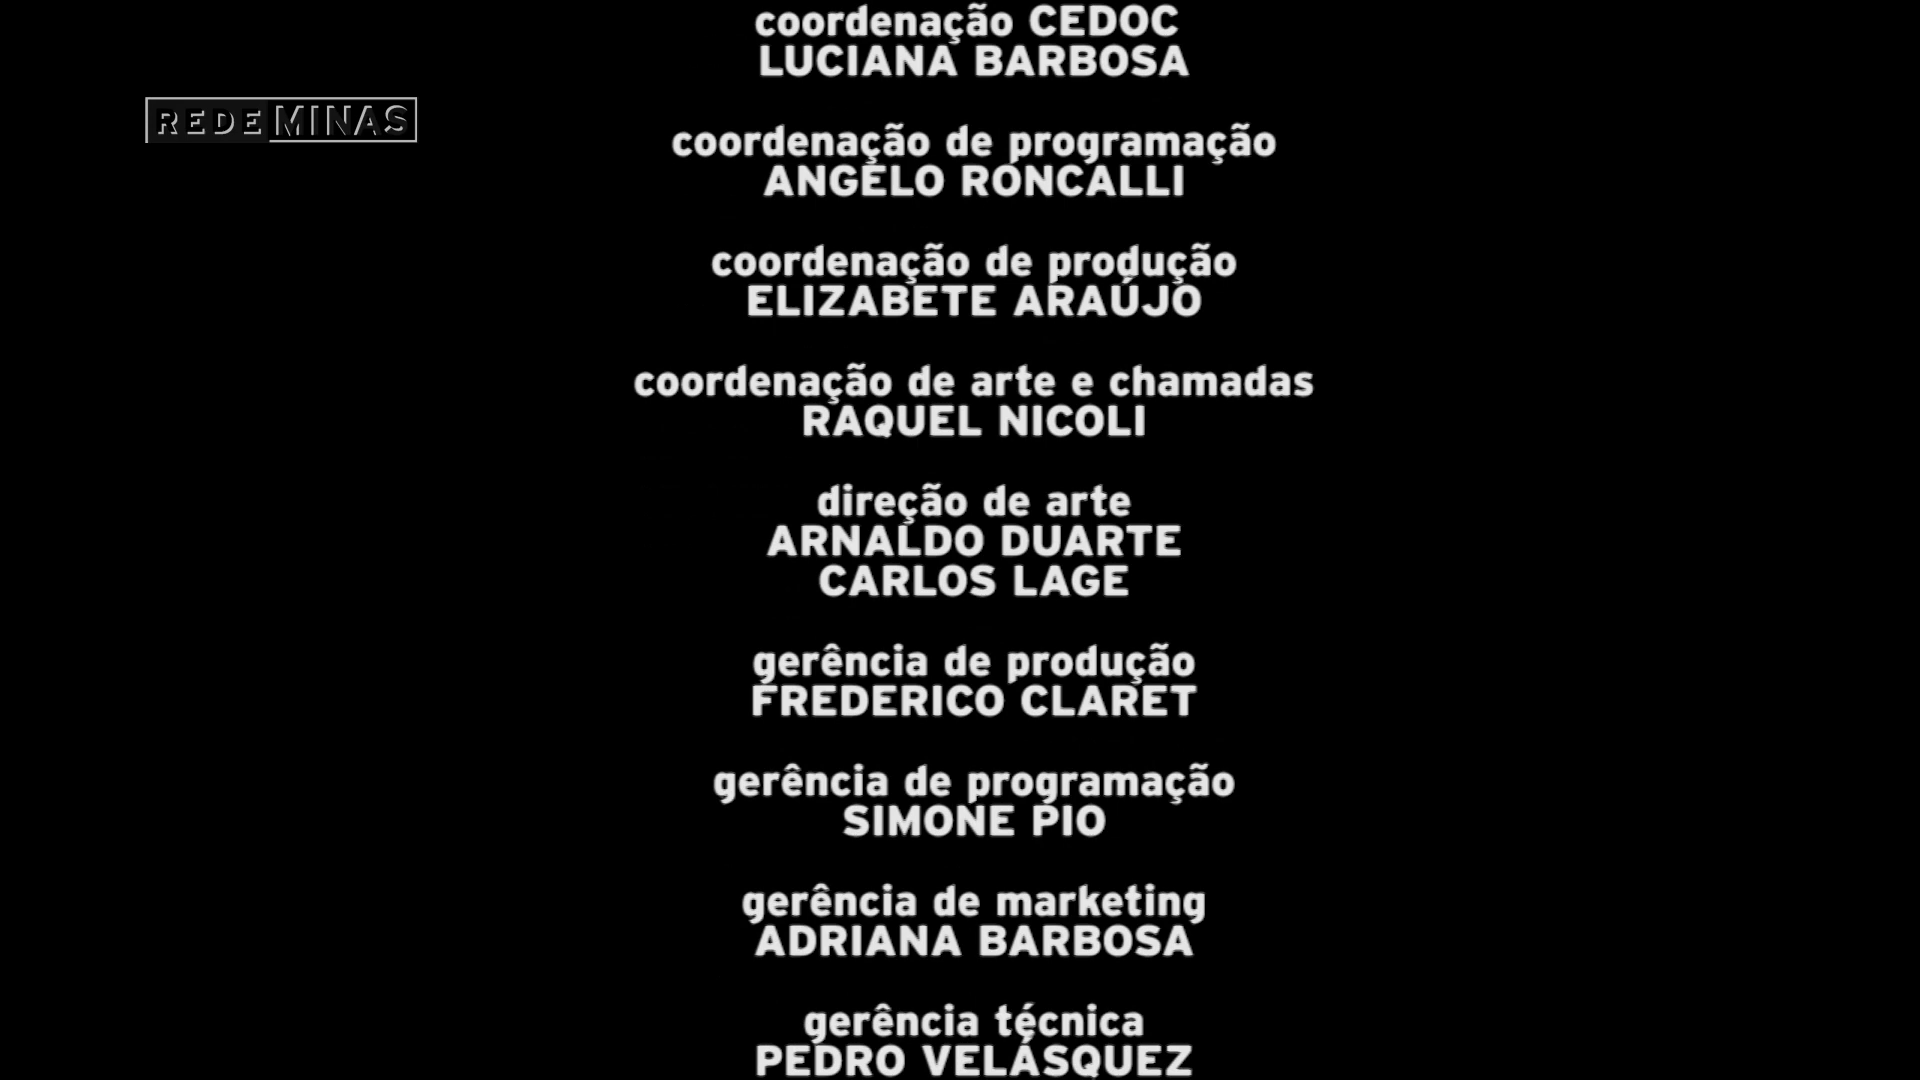 coordenação CEDOC
LUCIANA BARBOSA
REDE MINAS
coordenação de programação
ANGELO RONCALLI
coordenação de produção
ELIZABETE ARAÚJO
coordenação de arte e chamadas
RAQUEL NICOLI
direção de arte
ARNALDO DUARTE
CARLOS LAGE
gerência de produção
FREDERICO CLARET
gerência de programação
SIMONE PIO
gerência de marketing
ADRIANA BARBOSA
gerência técnica
PEDRO VELÁSQUEZ